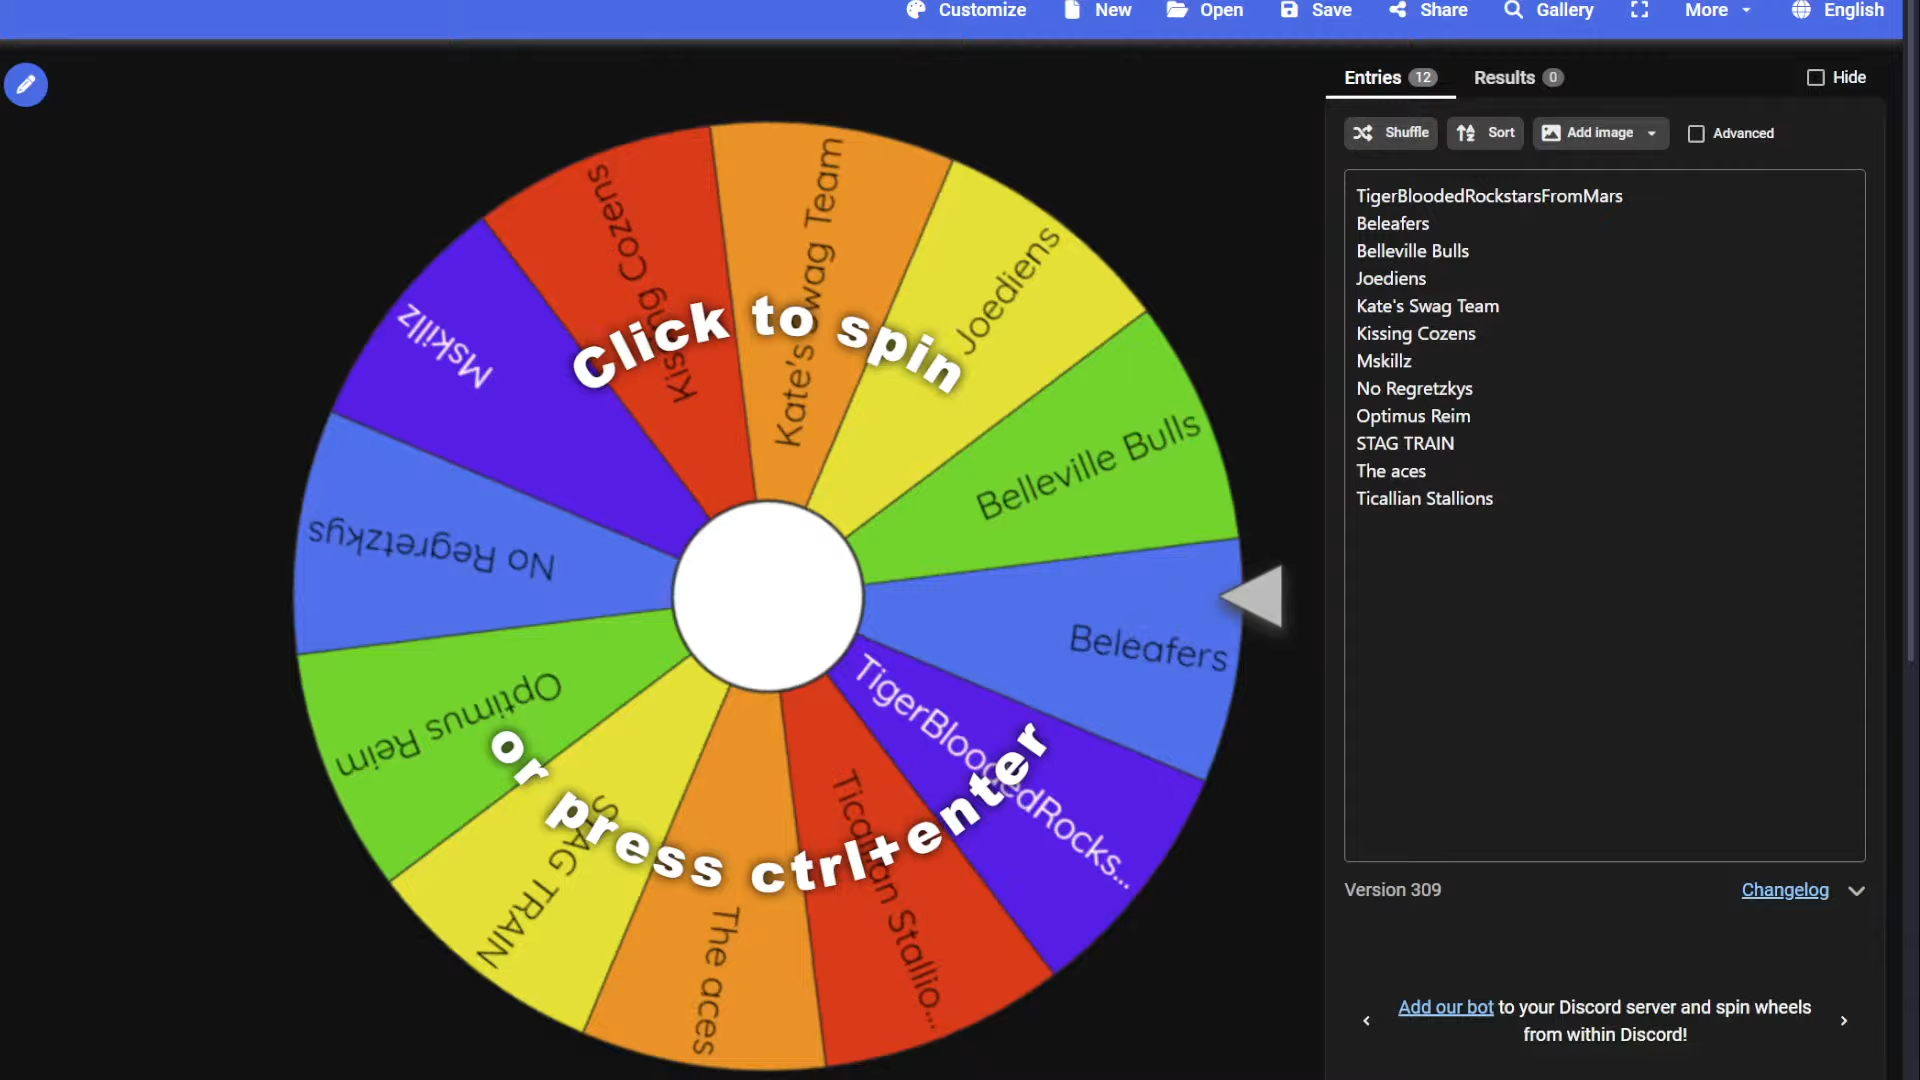 Customize New Open Save Share Gallery More English
Entries 12 Results 0 Hide
Shuffle Sort Add image Advanced
TigerBloodedRockstarsFromMars
Beleafers
Belleville Bulls
Joediens
Kate's Swag Team
Kissing Cozens
Mskillz
No Regretzkys
Optimus Reim
STAG TRAIN
The aces
Ticallian Stallions
Version 309 Changelog
Add our bot to your Discord server and spin wheels
from within Discord!
Click to spin
or press ctrl+enter
Kissing Cozens
Kate's Swag Team
Joediens
Belleville Bulls
Beleafers
TigerBloodedRocks...
Ticallian Stallio...
The aces
STAG TRAIN
Optimus Reim
No Regretzkys
Mskillz